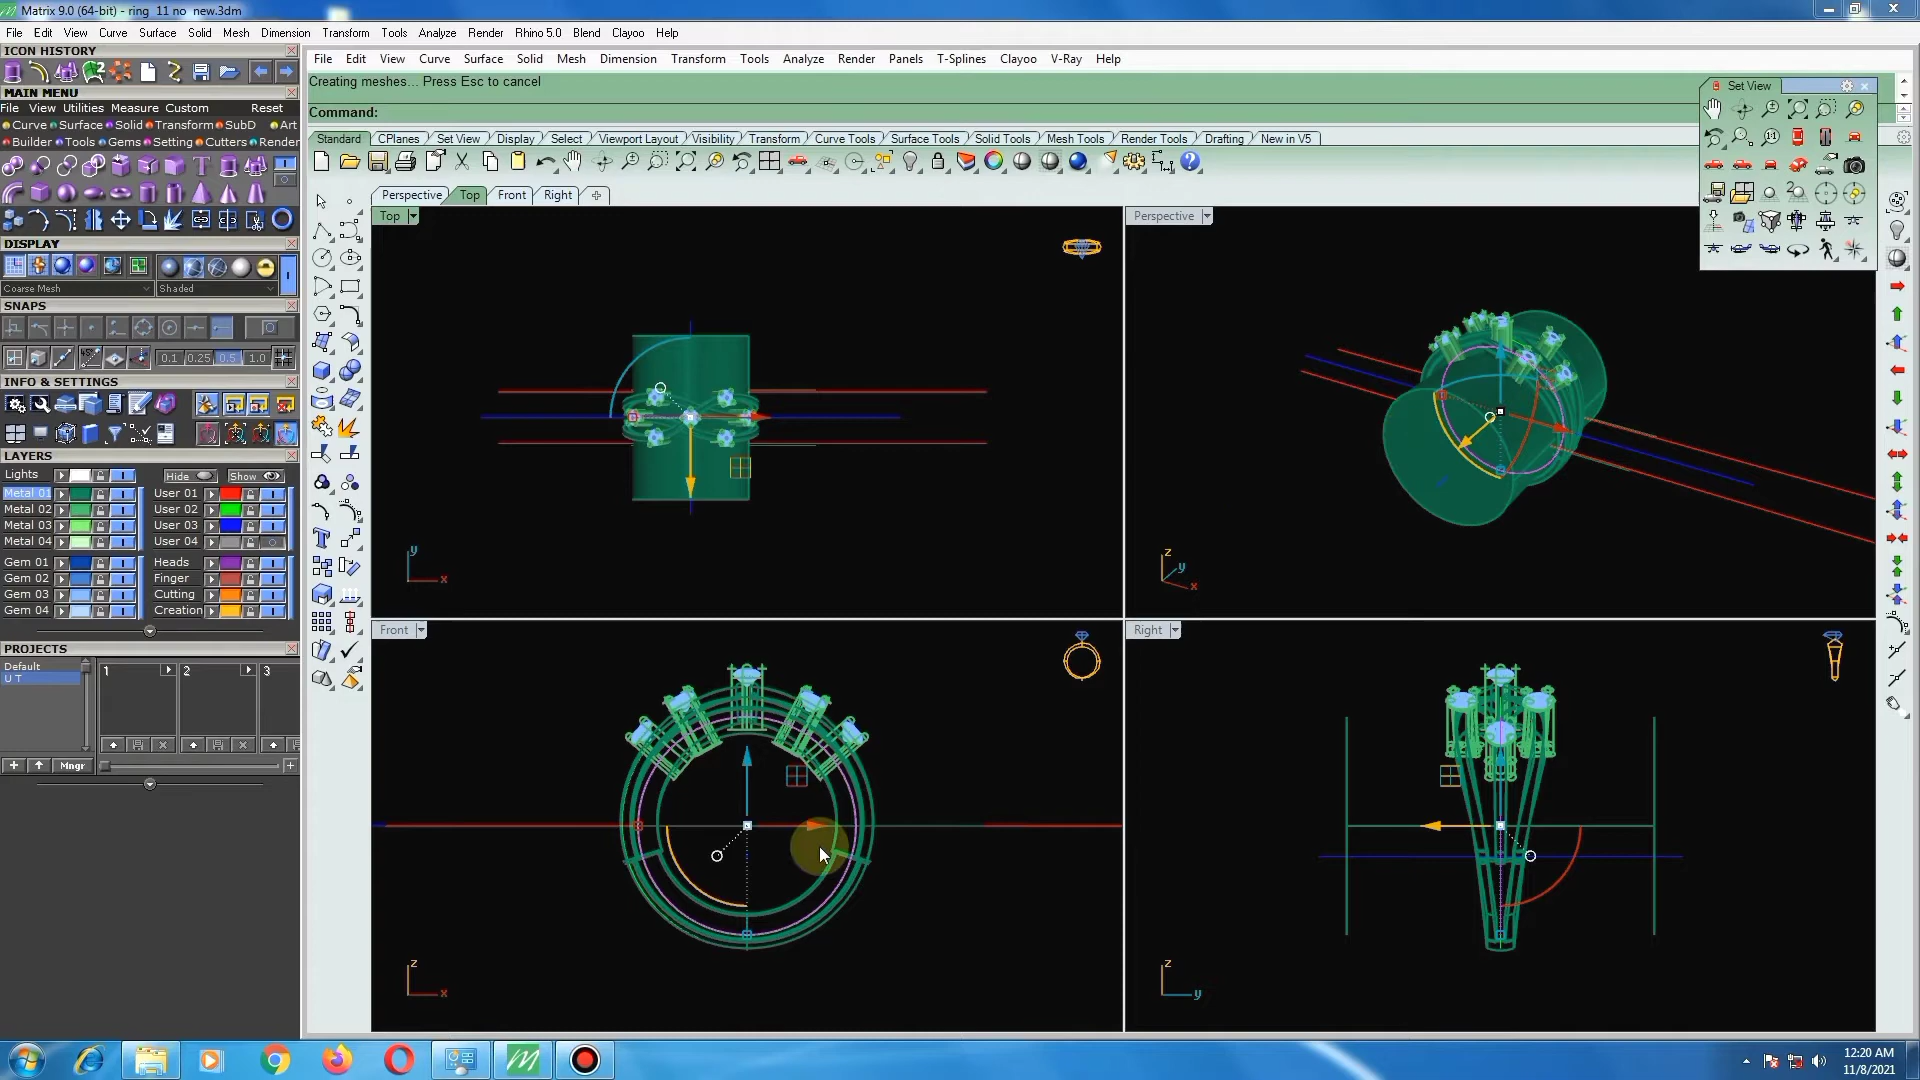 Matrix 9.0 (64-bit) - ring 11 no new.3dm
File Edit View Curve Surface Solid Mesh Dimension Transform Tools Analyze Render Rhino 5.0 Blend Clayoo Help
ICON HISTORY
MAIN MENU
File View Utilities Measure Custom Reset
Curve Surface Solid Transform SubD Art
Builder Tools Gems Setting Cutters Render
DISPLAY
Coarse Mesh Shaded
SNAPS
0.1 0.25 0.5 1.0
INFO & SETTINGS
LAYERS
Lights Hide Show
Metal 01 User 01
Metal 02 User 02
Metal 03 User 03
Metal 04 User 04
Gem 01 Heads
Gem 02 Finger
Gem 03 Cutting
Gem 04 Creation
PROJECTS
Default
U T
1 2 3
Mngr
File Edit View Curve Surface Solid Mesh Dimension Transform Tools Analyze Render Panels T-Splines Clayoo V-Ray Help
Creating meshes... Press Esc to cancel
Command:
Standard CPlanes Set View Display Select Viewport Layout Visibility Transform Curve Tools Surface Tools Solid Tools Mesh Tools Render Tools Drafting New in V5
Perspective Top Front Right
Set View
Top
y
x
Perspective
z
y
x
Front
z
x
Right
z
y
12:20 AM
11/8/2021